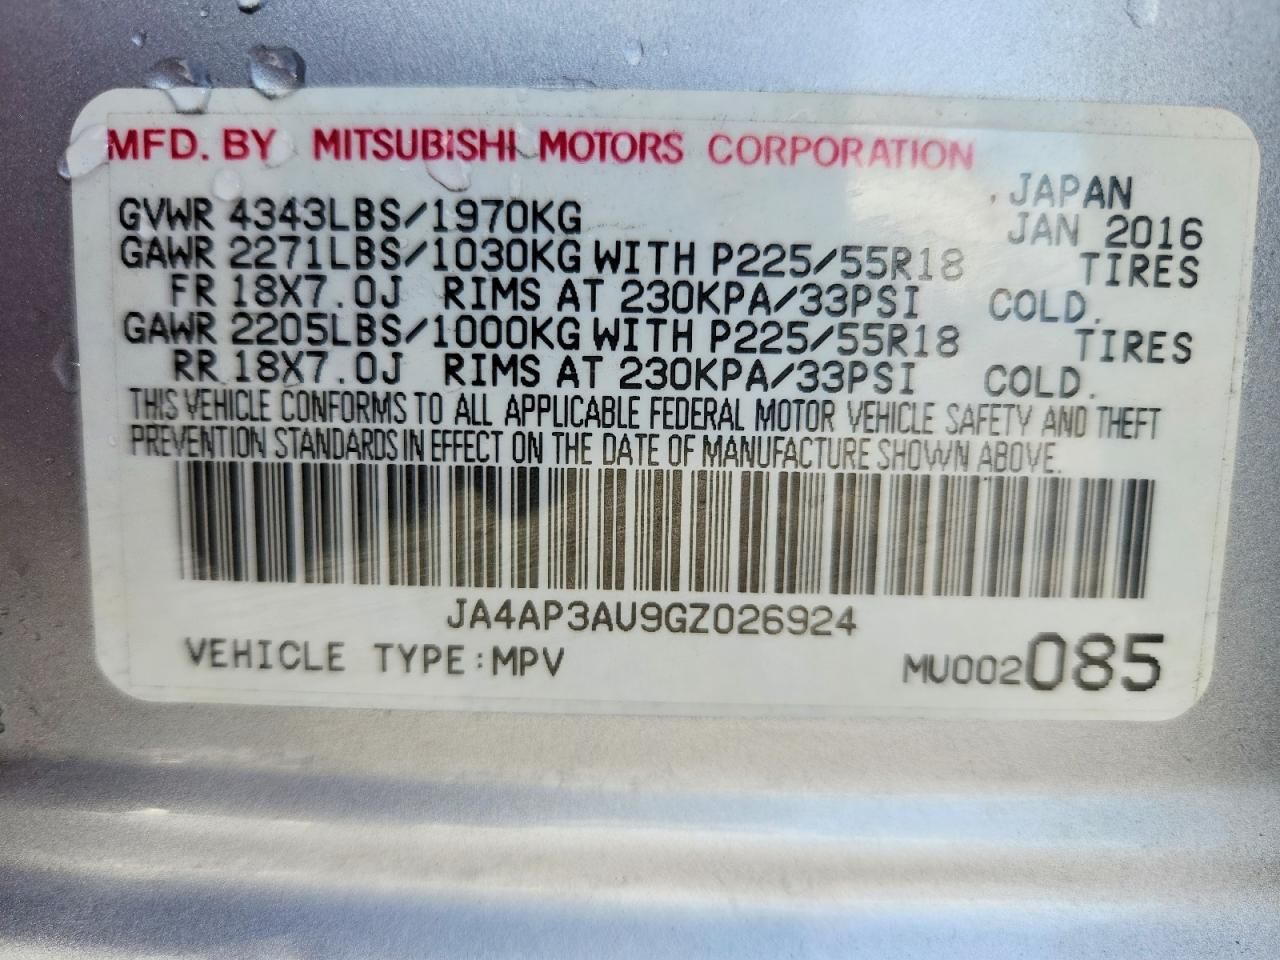 MFD. BY MITSUBISHI MOTORS CORPORATION
JAPAN
GVWR 4343LBS/1970KG JAN 2016
GAWR 2271LBS/1030KG WITH P225/55R18 TIRES
FR 18X7.0J RIMS AT 230KPA/33PSI COLD.
GAWR 2205LBS/1000KG WITH P225/55R18 TIRES
RR 18X7.0J RIMS AT 230KPA/33PSI COLD.
THIS VEHICLE CONFORMS TO ALL APPLICABLE FEDERAL MOTOR VEHICLE SAFETY AND THEFT
PREVENTION STANDARDS IN EFFECT ON THE DATE OF MANUFACTURE SHOWN ABOVE.
JA4AP3AU9GZ026924
VEHICLE TYPE:MPV MU002085